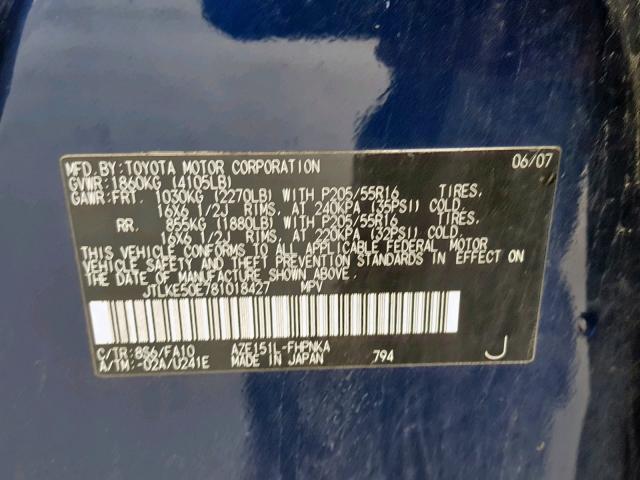 MFD.BY:TOYOTA MOTOR CORPORATION 06/07
GVWR:1860KG (4105LB)
GAWR:FRT. 1030KG (2270LB) WITH P205/55R16 TIRES,
16X6 1/2J RIMS, AT 240KPA (35PSI) COLD.
RR. 855KG (1880LB) WITH P205/55R16 TIRES,
16X6 1/2J RIMS, AT 220KPA (32PSI) COLD.
THIS VEHICLE CONFORMS TO ALL APPLICABLE FEDERAL MOTOR
VEHICLE SAFETY AND THEFT PREVENTION STANDARDS IN EFFECT ON
THE DATE OF MANUFACTURE SHOWN ABOVE.
JTLKE50E781018427 MPV
C/TR:8S6/FA10 AZE151L-FHPNKA
A/TM:-02A/U241E MADE IN JAPAN 794 J